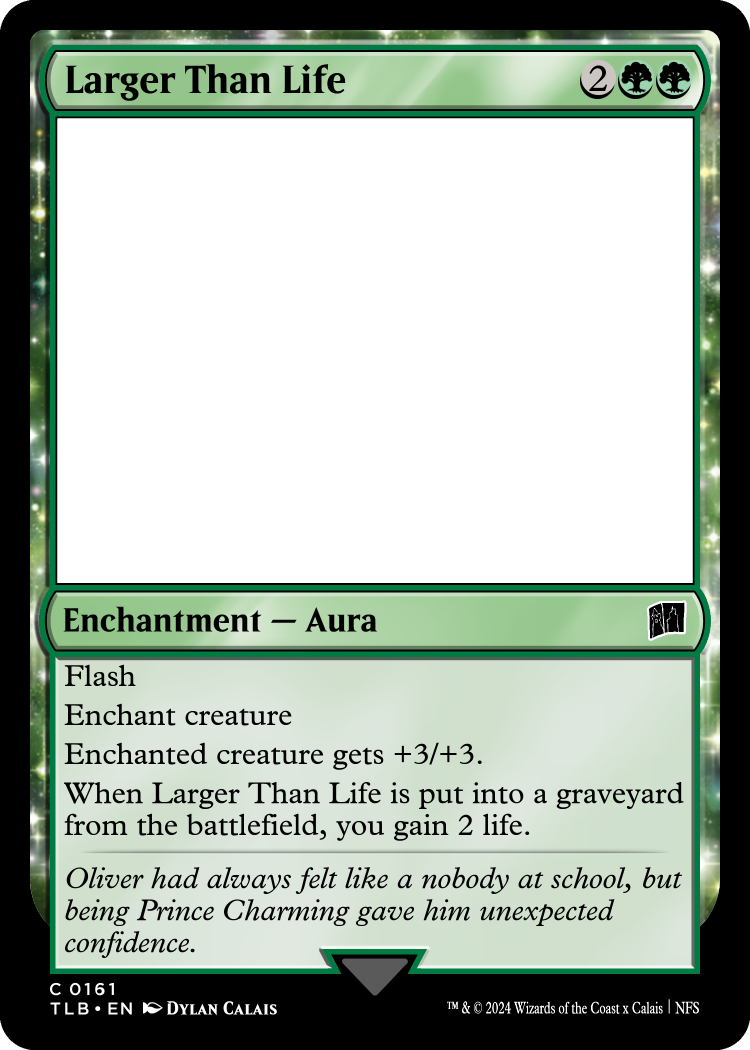 Larger Than Life 2
Enchantment — Aura
Flash
Enchant creature
Enchanted creature gets +3/+3.
When Larger Than Life is put into a graveyard
from the battlefield, you gain 2 life.
Oliver had always felt like a nobody at school, but
being Prince Charming gave him unexpected
confidence.
C 0161
TLB • EN DYLAN CALAIS
™ & © 2024 Wizards of the Coast x Calais | NFS